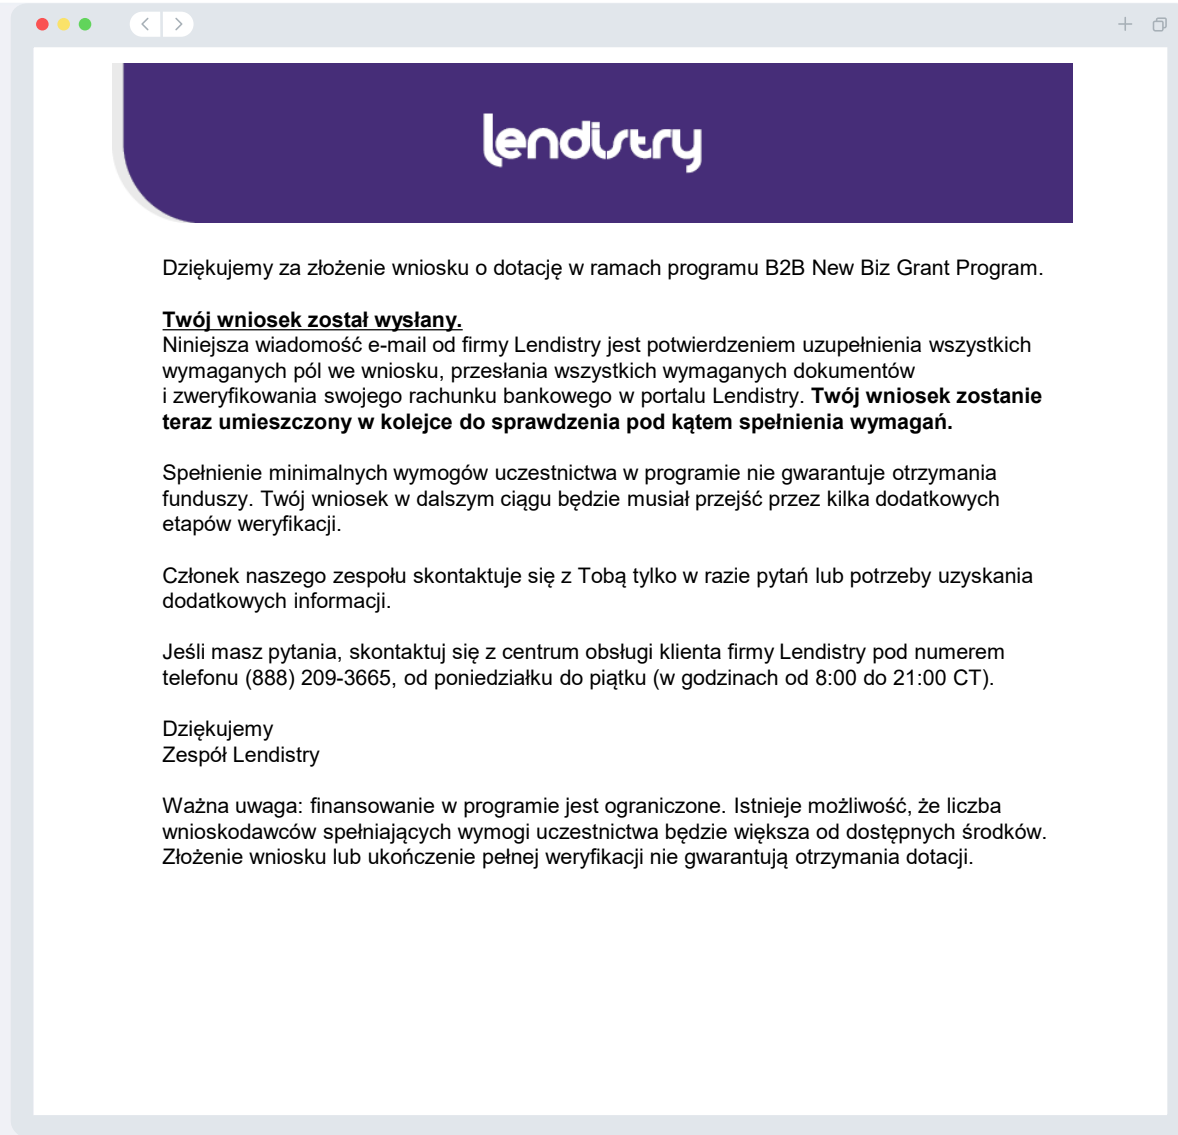 lendistry
Dziękujemy za złożenie wniosku o dotację w ramach programu B2B New Biz Grant Program.
Twój wniosek został wysłany.
Niniejsza wiadomość e-mail od firmy Lendistry jest potwierdzeniem uzupełnienia wszystkich
wymaganych pól we wniosku, przesłania wszystkich wymaganych dokumentów
i zweryfikowania swojego rachunku bankowego w portalu Lendistry. Twój wniosek zostanie
teraz umieszczony w kolejce do sprawdzenia pod kątem spełnienia wymagań.
Spełnienie minimalnych wymogów uczestnictwa w programie nie gwarantuje otrzymania
funduszy. Twój wniosek w dalszym ciągu będzie musiał przejść przez kilka dodatkowych
etapów weryfikacji.
Członek naszego zespołu skontaktuje się z Tobą tylko w razie pytań lub potrzeby uzyskania
dodatkowych informacji.
Jeśli masz pytania, skontaktuj się z centrum obsługi klienta firmy Lendistry pod numerem
telefonu (888) 209-3665, od poniedziałku do piątku (w godzinach od 8:00 do 21:00 CT).
Dziękujemy
Zespół Lendistry
Ważna uwaga: finansowanie w programie jest ograniczone. Istnieje możliwość, że liczba
wnioskodawców spełniających wymogi uczestnictwa będzie większa od dostępnych środków.
Złożenie wniosku lub ukończenie pełnej weryfikacji nie gwarantują otrzymania dotacji.